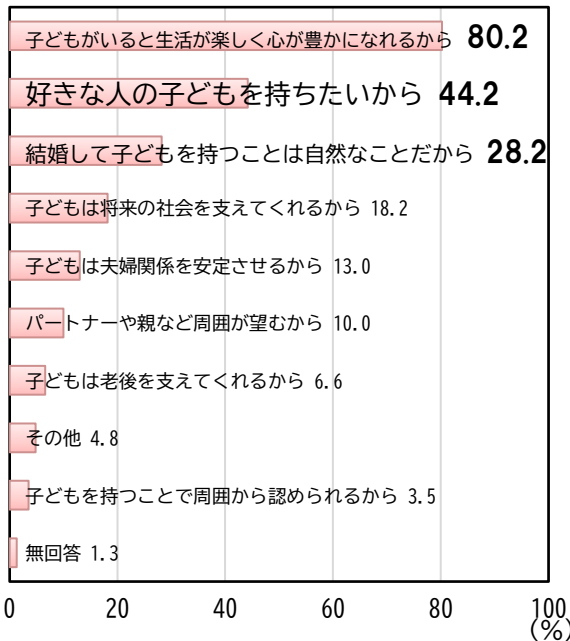 子どもがいると生活が楽しく心が豊かになれるから 80.2
好きな人の子どもを持ちたいから 44.2
結婚して子どもを持つことは自然なことだから 28.2
子どもは将来の社会を支えてくれるから 18.2
子どもは夫婦関係を安定させるから 13.0
パートナーや親など周囲が望むから 10.0
子どもは老後を支えてくれるから 6.6
その他 4.8
子どもを持つことで周囲から認められるから 3.5
無回答 1.3
0 20 40 60 80 100
(%)